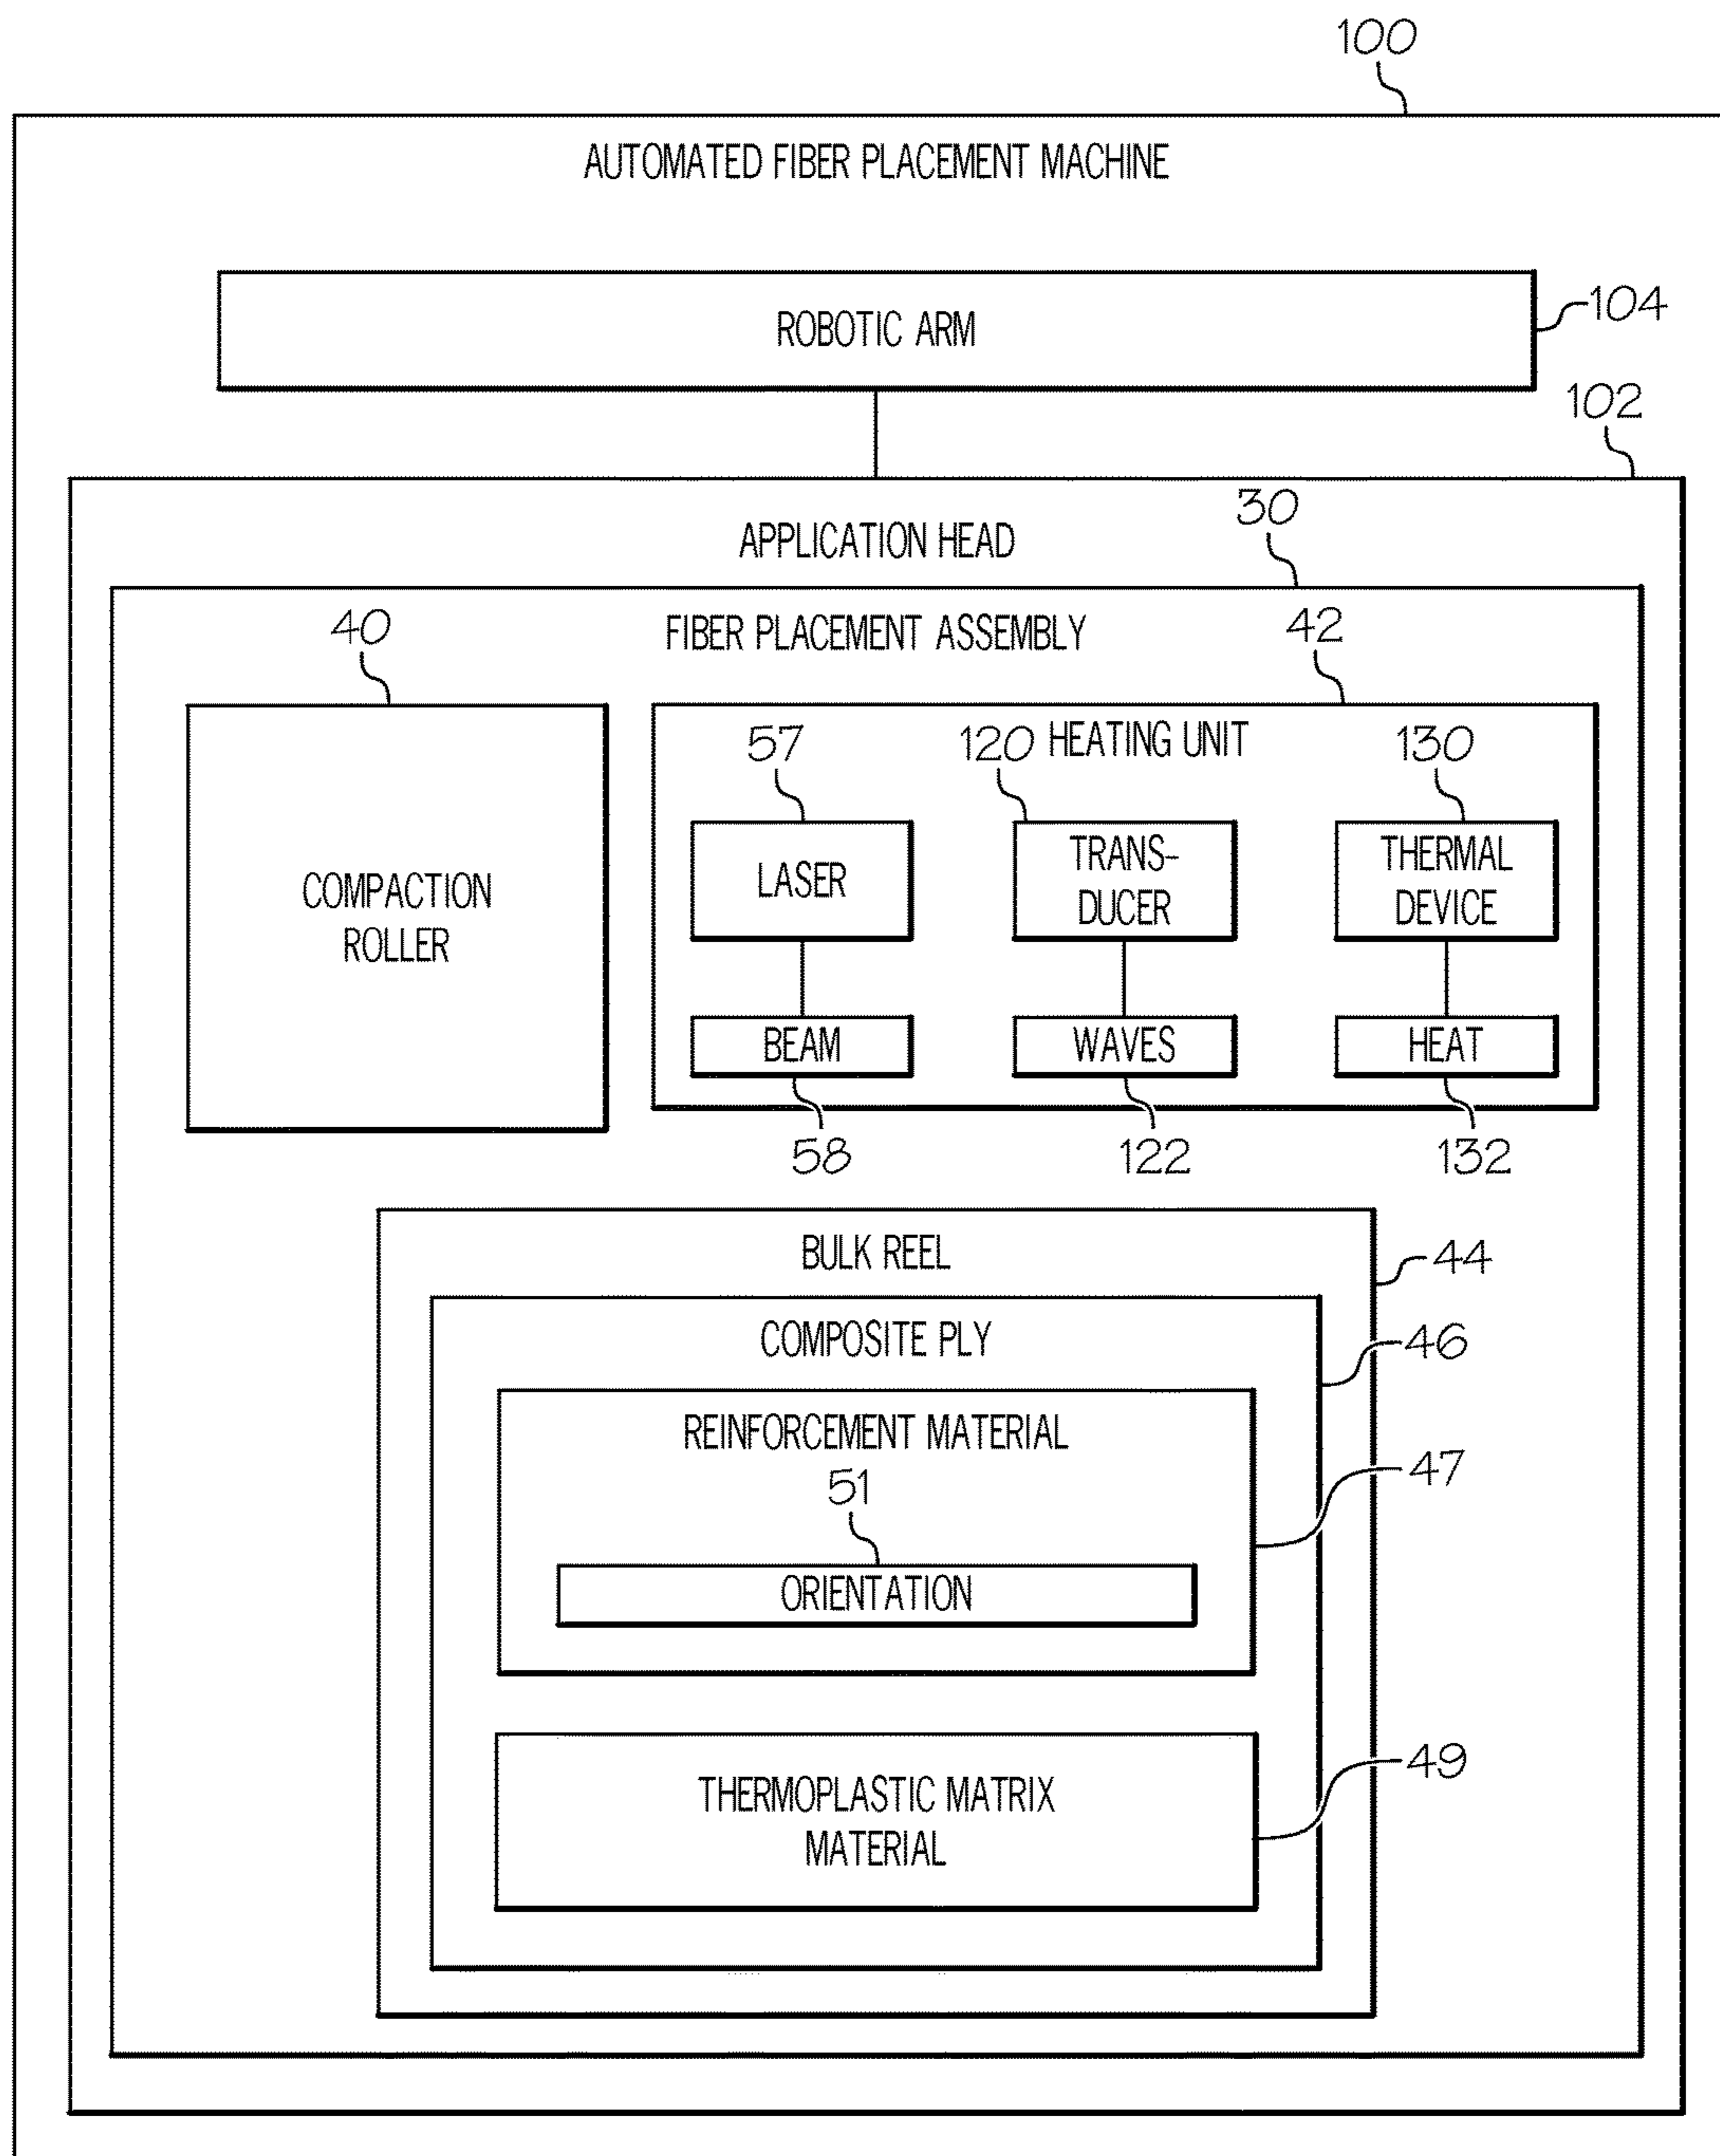 100
AUTOMATED FIBER PLACEMENT MACHINE
ROBOTIC ARM
104
102
APPLICATION HEAD
30
FIBER PLACEMENT ASSEMBLY
40
42
COMPACTION
ROLLER
HEATING UNIT
57
120
130
LASER
TRANS-
DUCER
THERMAL
DEVICE
BEAM
WAVES
HEAT
58
122
132
BULK REEL
44
COMPOSITE PLY
46
REINFORCEMENT MATERIAL
47
51
ORIENTATION
THERMOPLASTIC MATRIX
MATERIAL
49